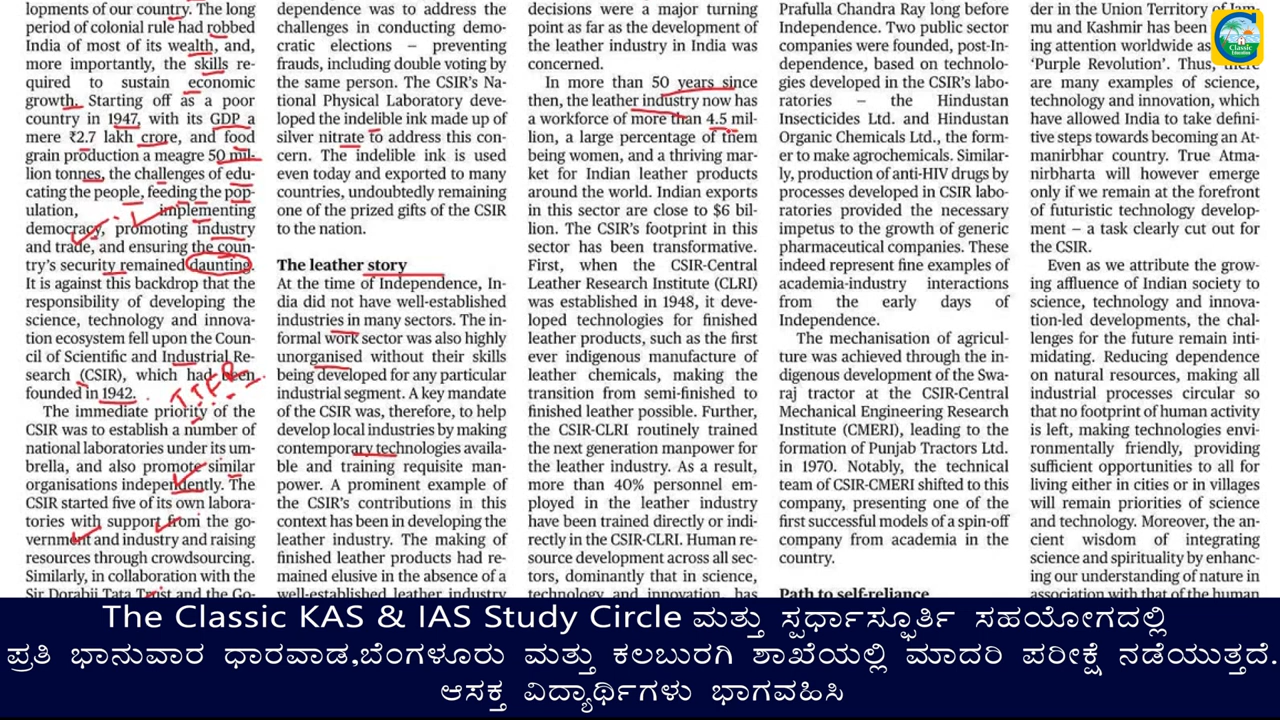 lopments of our country. The long
period of colonial rule had robbed
India of most of its wealth, and,
more importantly, the skills re-
quired to sustain economic
growth. Starting off as a poor
country in 1947, with its GDP a
mere ₹2.7 lakh crore, and food
grain production a meagre 50 mil-
lion tonnes, the challenges of edu-
cating the people, feeding the pop-
ulation, implementing
democracy, promoting industry
and trade, and ensuring the coun-
try's security remained daunting.
It is against this backdrop that the
responsibility of developing the
science, technology and innova-
tion ecosystem fell upon the Coun-
cil of Scientific and Industrial Re-
search (CSIR), which had been
founded in 1942.
The immediate priority of the
CSIR was to establish a number of
national laboratories under its um-
brella, and also promote similar
organisations independently. The
CSIR started five of its own labora-
tories with support from the go-
vernment and industry and raising
resources through crowdsourcing.
Similarly, in collaboration with the
Sir Dorabji Tata Trust and the Go-
dependence was to address the
challenges in conducting demo-
cratic elections – preventing
frauds, including double voting by
the same person. The CSIR's Na-
tional Physical Laboratory deve-
loped the indelible ink made up of
silver nitrate to address this con-
cern. The indelible ink is used
even today and exported to many
countries, undoubtedly remaining
one of the prized gifts of the CSIR
to the nation.
The leather story
At the time of Independence, In-
dia did not have well-established
industries in many sectors. The in-
formal work sector was also highly
unorganised without their skills
being developed for any particular
industrial segment. A key mandate
of the CSIR was, therefore, to help
develop local industries by making
contemporary technologies availa-
ble and training requisite man-
power. A prominent example of
the CSIR's contributions in this
context has been in developing the
leather industry. The making of
finished leather products had re-
mained elusive in the absence of a
well-established leather industry
decisions were a major turning
point as far as the development of
the leather industry in India was
concerned.
In more than 50 years since
then, the leather industry now has
a workforce of more than 4.5 mil-
lion, a large percentage of them
being women, and a thriving mar-
ket for Indian leather products
around the world. Indian exports
in this sector are close to $6 bil-
lion. The CSIR's footprint in this
sector has been transformative.
First, when the CSIR-Central
Leather Research Institute (CLRI)
was established in 1948, it deve-
loped technologies for finished
leather products, such as the first
ever indigenous manufacture of
leather chemicals, making the
transition from semi-finished to
finished leather possible. Further,
the CSIR-CLRI routinely trained
the next generation manpower for
the leather industry. As a result,
more than 40% personnel em-
ployed in the leather industry
have been trained directly or indi-
rectly in the CSIR-CLRI. Human re-
source development across all sec-
tors, dominantly that in science,
technology and innovation, has
Prafulla Chandra Ray long before
Independence. Two public sector
companies were founded, post-In-
dependence, based on technolo-
gies developed in the CSIR's labo-
ratories – the Hindustan
Insecticides Ltd. and Hindustan
Organic Chemicals Ltd., the form-
er to make agrochemicals. Similar-
ly, production of anti-HIV drugs by
processes developed in CSIR labo-
ratories provided the necessary
impetus to the growth of generic
pharmaceutical companies. These
indeed represent fine examples of
academia-industry interactions
from the early days of
Independence.
The mechanisation of agricul-
ture was achieved through the in-
digenous development of the Swa-
raj tractor at the CSIR-Central
Mechanical Engineering Research
Institute (CMERI), leading to the
formation of Punjab Tractors Ltd.
in 1970. Notably, the technical
team of CSIR-CMERI shifted to this
company, presenting one of the
first successful models of a spin-off
company from academia in the
country.
Path to self-reliance
der in the Union Territory of Jam-
mu and Kashmir has been
ing attention worldwide as
'Purple Revolution'. Thus, there
are many examples of science,
technology and innovation, which
have allowed India to take defini-
tive steps towards becoming an At-
manirbhar country. True Atma-
nirbharta will however emerge
only if we remain at the forefront
of futuristic technology develop-
ment – a task clearly cut out for
the CSIR.
Even as we attribute the grow-
ing affluence of Indian society to
science, technology and innova-
tion-led developments, the chal-
lenges for the future remain inti-
midating. Reducing dependence
on natural resources, making all
industrial processes circular so
that no footprint of human activity
is left, making technologies envi-
ronmentally friendly, providing
sufficient opportunities to all for
living either in cities or in villages
will remain priorities of science
and technology. Moreover, the an-
cient wisdom of integrating
science and spirituality by enhanc-
ing our understanding of nature in
association with that of the human
Classic
Education
The Classic KAS & IAS Study Circle ಮತ್ತು ಸ್ಪರ್ಧಾಸ್ಫೂರ್ತಿ ಸಹಯೋಗದಲ್ಲಿ
ಪ್ರತಿ ಭಾನುವಾರ ಧಾರವಾಡ,ಬೆಂಗಳೂರು ಮತ್ತು ಕಲಬುರಗಿ ಶಾಖೆಯಲ್ಲಿ ಮಾದರಿ ಪರೀಕ್ಷೆ ನಡೆಯುತ್ತದೆ.
ಆಸಕ್ತ ವಿದ್ಯಾರ್ಥಿಗಳು ಭಾಗವಹಿಸಿ